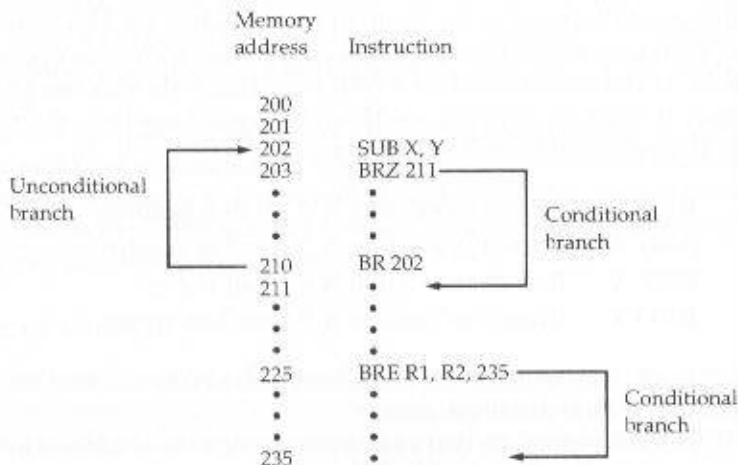 Memory address Instruction
200
201
202 SUB X, Y
203 BRZ 211
Unconditional branch
Conditional branch
210 BR 202
211
225 BRE R1, R2, 235
Conditional branch
235